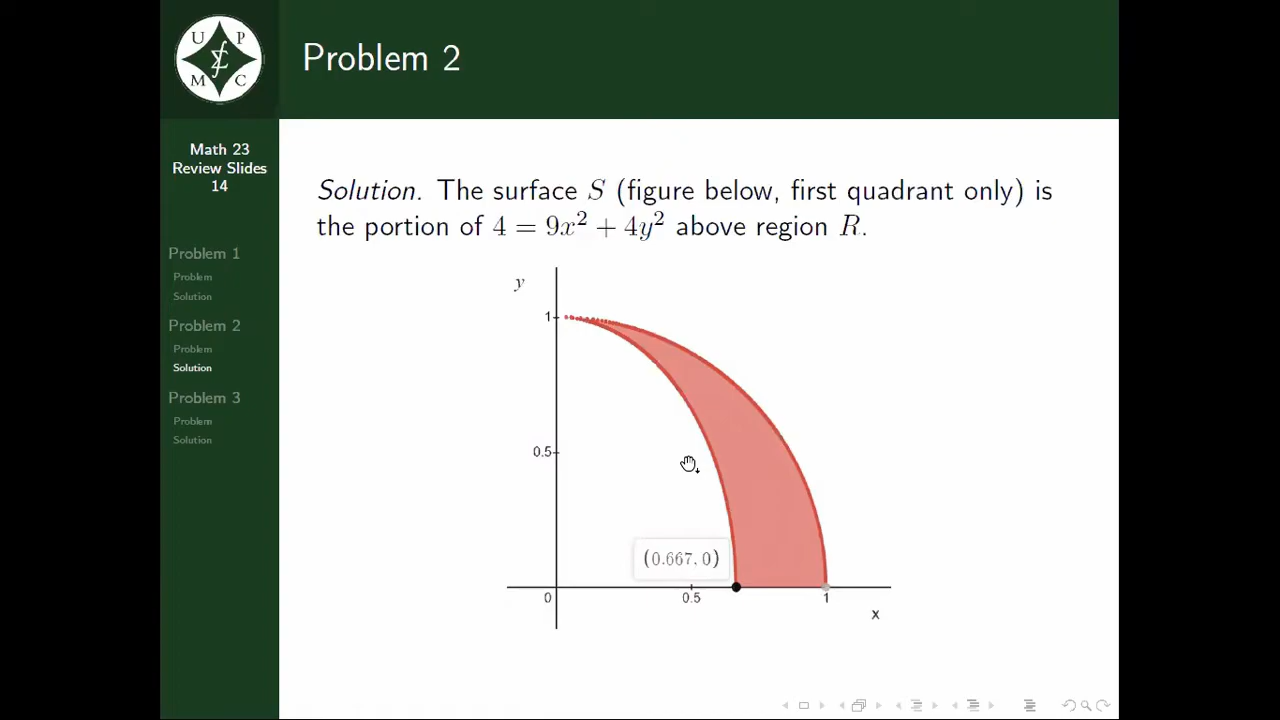 U P
M C
Problem 2
Math 23
Review Slides
14
Problem 1
Problem
Solution
Problem 2
Problem
Solution
Problem 3
Problem
Solution
Solution. The surface S (figure below, first quadrant only) is
the portion of 4 = 9x² + 4y² above region R.
y
1
0.5
(0.667, 0)
0 0.5 1
x